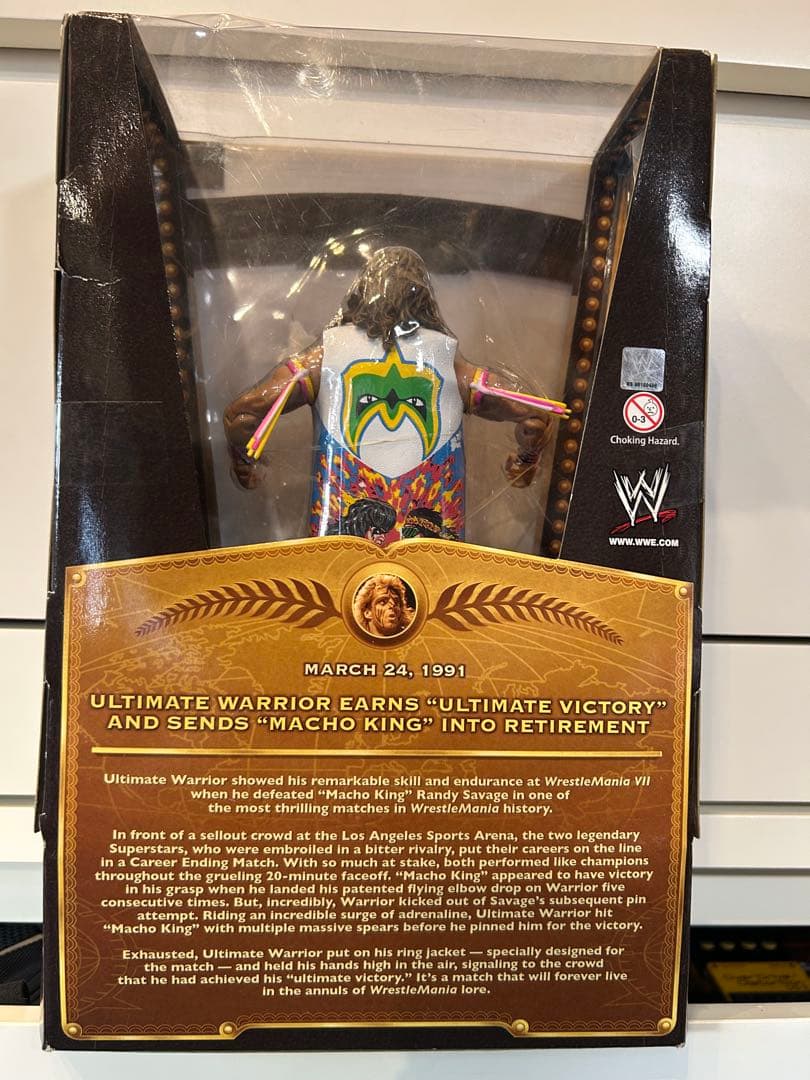 0-3
Choking Hazard.
W
WWW.WWE.COM
MARCH 24, 1991
ULTIMATE WARRIOR EARNS “ULTIMATE VICTORY”
AND SENDS “MACHO KING” INTO RETIREMENT
Ultimate Warrior showed his remarkable skill and endurance at WrestleMania VII
when he defeated “Macho King” Randy Savage in one of
the most thrilling matches in WrestleMania history.
In front of a sellout crowd at the Los Angeles Sports Arena, the two legendary
Superstars, who were embroiled in a bitter rivalry, put their careers on the line
in a Career Ending Match. With so much at stake, both performed like champions
throughout the grueling 20-minute faceoff. “Macho King” appeared to have victory
in his grasp when he landed his patented flying elbow drop on Warrior five
consecutive times. But, incredibly, Warrior kicked out of Savage’s subsequent pin
attempt. Riding an incredible surge of adrenaline, Ultimate Warrior hit
“Macho King” with multiple massive spears before he pinned him for the victory.
Exhausted, Ultimate Warrior put on his ring jacket — specially designed for
the match — and held his hands high in the air, signaling to the crowd
that he had achieved his “ultimate victory.” It’s a match that will forever live
in the annuls of WrestleMania lore.